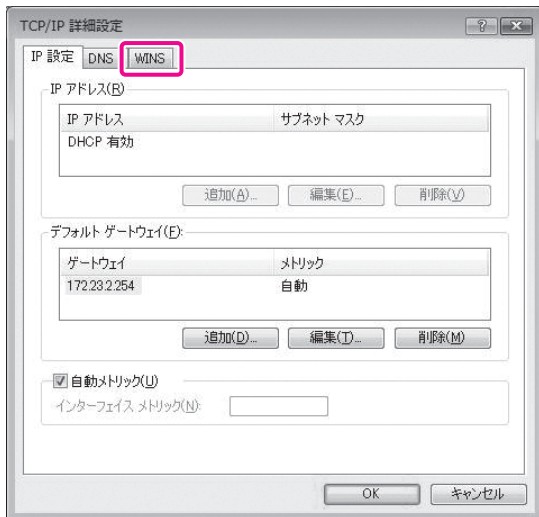 TCP/IP 詳細設定
IP 設定 DNS WINS
IP アドレス(R)
IP アドレス サブネット マスク
DHCP 有効
追加(A)... 編集(E)... 削除(V)
デフォルト ゲートウェイ(F):
ゲートウェイ メトリック
172.23.2.254 自動
追加(D)... 編集(T)... 削除(M)
自動メトリック(U)
インターフェイス メトリック(N):
OK キャンセル